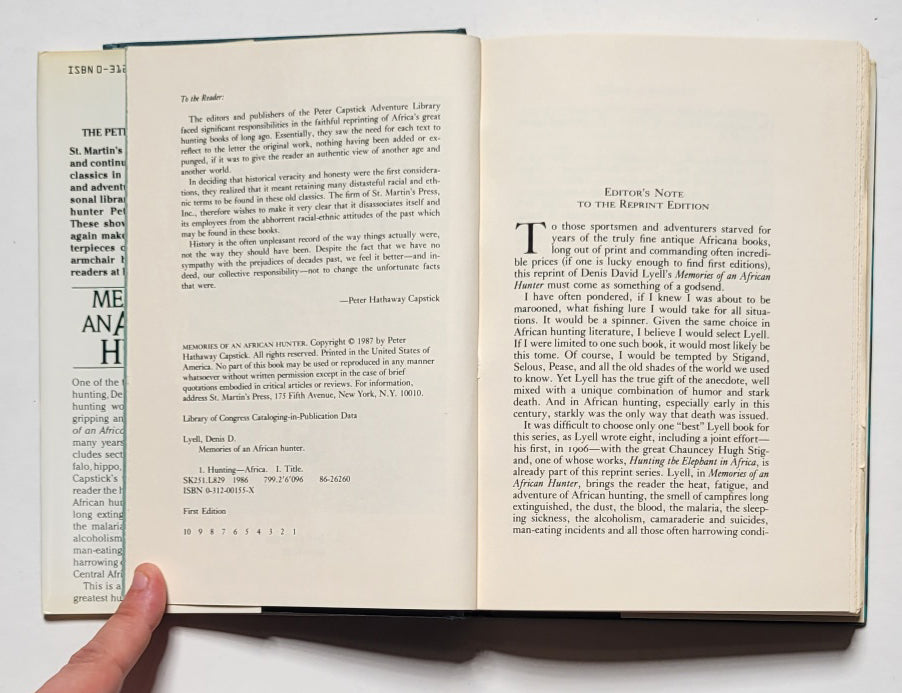 ISBN 0-312
THE PET
St. Martin's
and continu
classics in
and advent
sonal libra
hunter Pet
These show
again make
terpieces o
armchair h
readers at
ME
AN A
H
One of the
hunting, De
hunting wo
gripping an
of an Africa
many years
cludes sect
falo, hippo,
Capstick's
reader the h
African hun
long exting
the malaria
alcoholism
man-eating
harrowing
Central Afri
This is a
greatest hu
To the Reader:
The editors and publishers of the Peter Capstick Adventure Library
faced significant responsibilities in the faithful reprinting of Africa's great
hunting books of long ago. Essentially, they saw the need for each text to
reflect to the letter the original work, nothing having been added or ex-
punged, if it was to give the reader an authentic view of another age and
another world.
In deciding that historical veracity and honesty were the first considera-
tions, they realized that it meant retaining many distasteful racial and eth-
nic terms to be found in these old classics. The firm of St. Martin's Press,
Inc., therefore wishes to make it very clear that it disassociates itself and
its employers from the abhorrent racial-ethnic attitudes of the past which
may be found in these books.
History is the often unpleasant record of the way things actually were,
not the way they should have been. Despite the fact that we have no
sympathy with the prejudices of decades past, we feel it better—and in-
deed, our collective responsibility—not to change the unfortunate facts
that were.
—Peter Hathaway Capstick
MEMORIES OF AN AFRICAN HUNTER. Copyright © 1987 by Peter
Hathaway Capstick. All rights reserved. Printed in the United States of
America. No part of this book may be used or reproduced in any manner
whatsoever without written permission except in the case of brief
quotations embodied in critical articles or reviews. For information,
address St. Martin's Press, 175 Fifth Avenue, New York, N.Y. 10010.
Library of Congress Cataloging-in-Publication Data
Lyell, Denis D.
Memories of an African hunter.
1. Hunting—Africa. I. Title.
SK251.L829 1986 799.2'6'096 86-26260
ISBN 0-312-00155-X
First Edition
10 9 8 7 6 5 4 3 2 1
EDITOR'S NOTE
TO THE REPRINT EDITION
To those sportsmen and adventurers starved for
years of the truly fine antique Africana books,
long out of print and commanding often incredi-
ble prices (if one is lucky enough to find first editions),
this reprint of Denis David Lyell's Memories of an African
Hunter must come as something of a godsend.
I have often pondered, if I knew I was about to be
marooned, what fishing lure I would take for all situa-
tions. It would be a spinner. Given the same choice in
African hunting literature, I believe I would select Lyell.
If I were limited to one such book, it would most likely be
this tome. Of course, I would be tempted by Stigand,
Selous, Pease, and all the old shades of the world we used
to know. Yet Lyell has the true gift of the anecdote, well
mixed with a unique combination of humor and stark
death. And in African hunting, especially early in this
century, starkly was the only way that death was issued.
It was difficult to choose only one "best" Lyell book for
this series, as Lyell wrote eight, including a joint effort—
his first, in 1906—with the great Chauncey Hugh Stig-
and, one of whose works, Hunting the Elephant in Africa, is
already part of this reprint series. Lyell, in Memories of an
African Hunter, brings the reader the heat, fatigue, and
adventure of African hunting, the smell of campfires long
extinguished, the dust, the blood, the malaria, the sleep-
ing sickness, the alcoholism, camaraderie and suicides,
man-eating incidents and all those often harrowing condi-